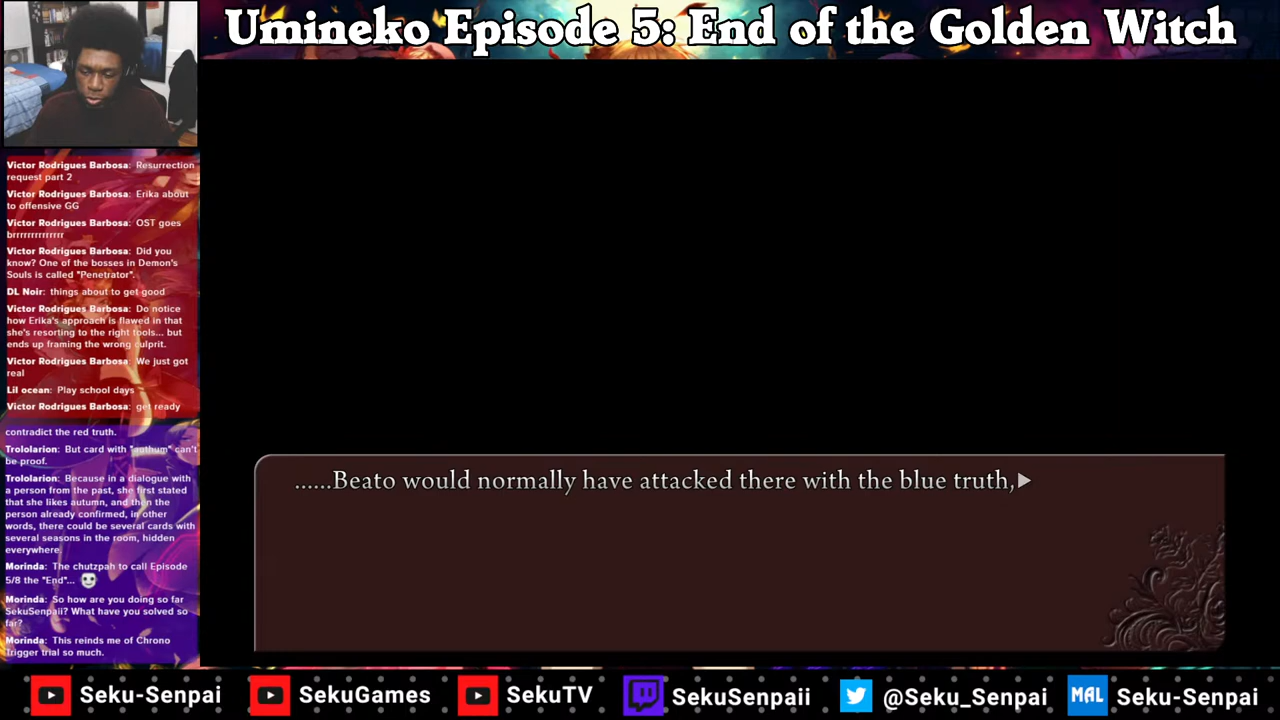 Umineko Episode 5: End of the Golden Witch
Victor Rodrigues Barbosa: Resurrection
request part 2
Victor Rodrigues Barbosa: Erika about
to offensive GG
Victor Rodrigues Barbosa: OST goes
brrrrrrrrrrrrr
Victor Rodrigues Barbosa: Did you
know? One of the bosses in Demon's
Souls is called "Penetrator".
DL Noir: things about to get good
Victor Rodrigues Barbosa: Do notice
how Erika's approach is flawed in that
she's resorting to the right tools... but
ends up framing the wrong culprit.
Victor Rodrigues Barbosa: We just got
real
Lil ocean: Play school days
Victor Rodrigues Barbosa: get ready
contradict the red truth.
Trololarion: But card with "authum" can't
be proof.
Trololarion: Because in a dialogue with
a person from the past, she first stated
that she likes autumn, and then the
person already confirmed, in other
words, there could be several cards with
several seasons in the room, hidden
everywhere.
Morinda: The chutzpah to call Episode
5/8 the "End"...
Morinda: So how are you doing so far
SekuSenpaii? What have you solved so
far?
Morinda: This reinds me of Chrono
Trigger trial so much.
......Beato would normally have attacked there with the blue truth,
Seku-Senpai
SekuGames
SekuTV
SekuSenpaii
@Seku_Senpai
MAL
Seku-Senpai